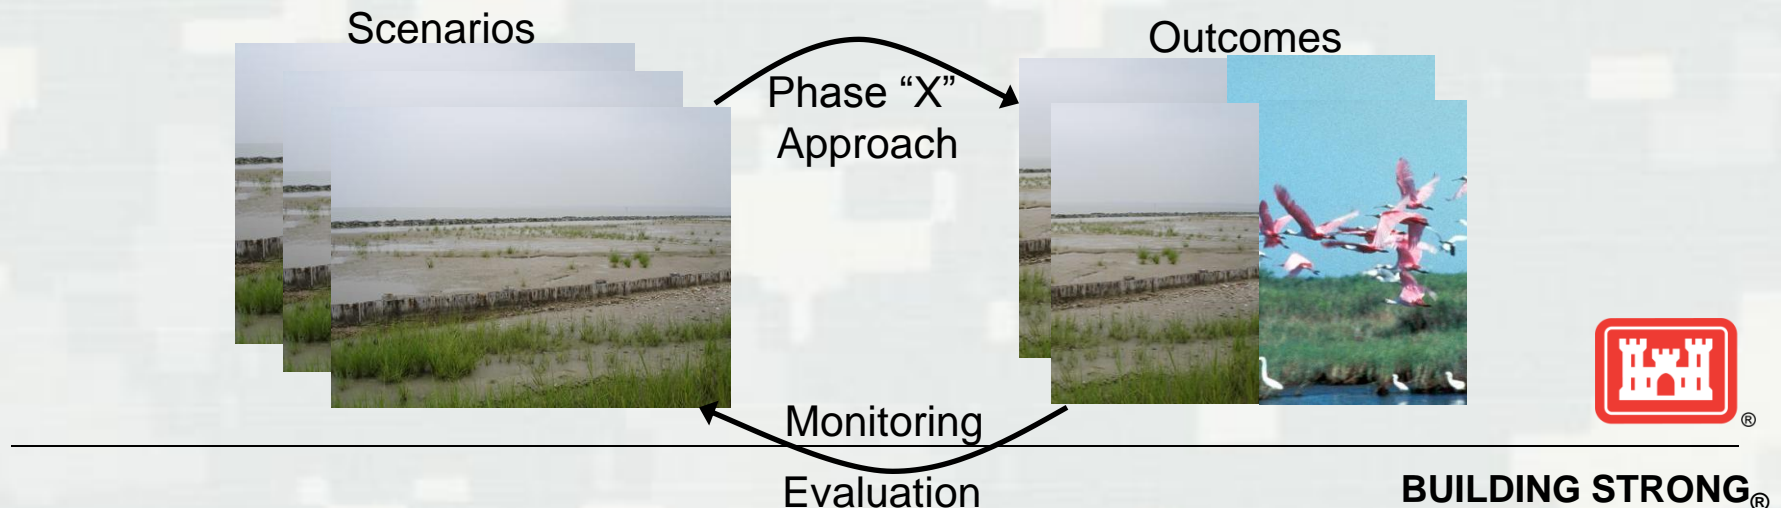 Scenarios
Outcomes
Phase “X”
Approach
Monitoring
Evaluation
®
BUILDING STRONG®